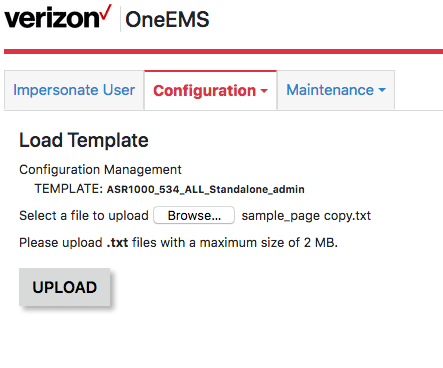 verizon✓ | OneEMS
Impersonate User Configuration Maintenance
Load Template
Configuration Management
TEMPLATE: ASR1000_534_ALL_Standalone_admin
Select a file to upload Browse... sample_page copy.txt
Please upload .txt files with a maximum size of 2 MB.
UPLOAD